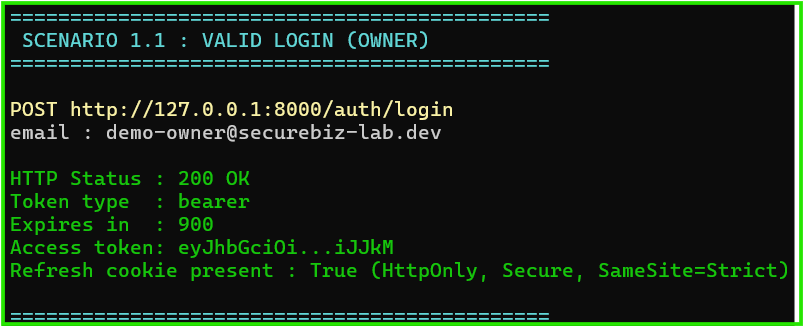 =============================================
SCENARIO 1.1 : VALID LOGIN (OWNER)
=============================================
POST http://127.0.0.1:8000/auth/login
email : demo-owner@securebiz-lab.dev
HTTP Status : 200 OK
Token type  : bearer
Expires in  : 900
Access token: eyJhbGciOi...iJJkM
Refresh cookie present : True (HttpOnly, Secure, SameSite=Strict)
=============================================